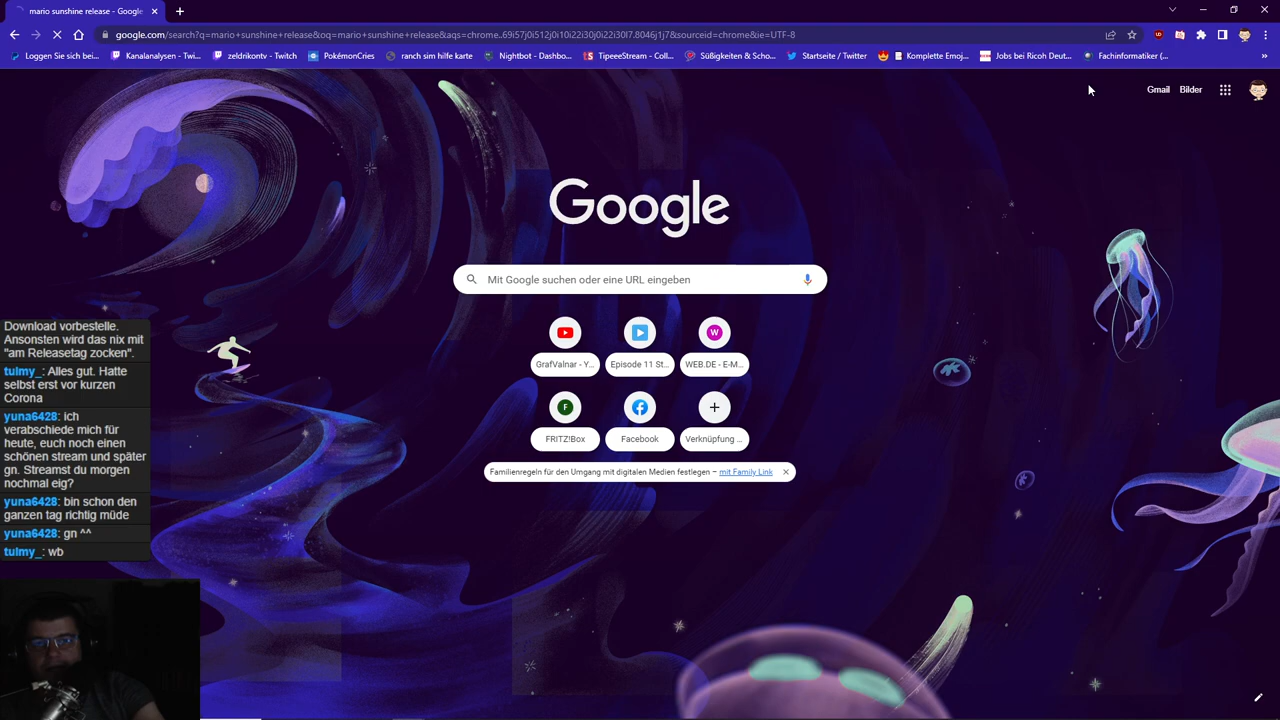 mario sunshine release - Google
google.com/search?q=mario+sunshine+release&oq=mario+sunshine+release&aqs=chrome..69i57j0i512j0i10i22i30j0i22i30l7.8046j1j7&sourceid=chrome&ie=UTF-8
Loggen Sie sich bei...
Kanalanalysen - Twi...
zeldrikontv - Twitch
PokémonCries
ranch sim hilfe karte
Nightbot - Dashbo...
TipeeeStream - Coll...
Süßigkeiten & Scho...
Startseite / Twitter
Komplette Emoj...
Jobs bei Ricoh Deut...
Fachinformatiker (...
Gmail
Bilder
Google
Mit Google suchen oder eine URL eingeben
GrafValnar - Y...
Episode 11 St...
W
WEB.DE - E-M...
F
FRITZ!Box
Facebook
Verknüpfung ...
Familienregeln für den Umgang mit digitalen Medien festlegen – mit Family Link
Download vorbestelle.
Ansonsten wird das nix mit
"am Releasetag zocken".
tulmy_: Alles gut. Hatte
selbst erst vor kurzen
Corona
yuna6428: ich
verabschiede mich für
heute, euch noch einen
schönen stream und später
gn. Streamst du morgen
nochmal eig?
yuna6428: bin schon den
ganzen tag richtig müde
yuna6428: gn ^^
tulmy_: wb